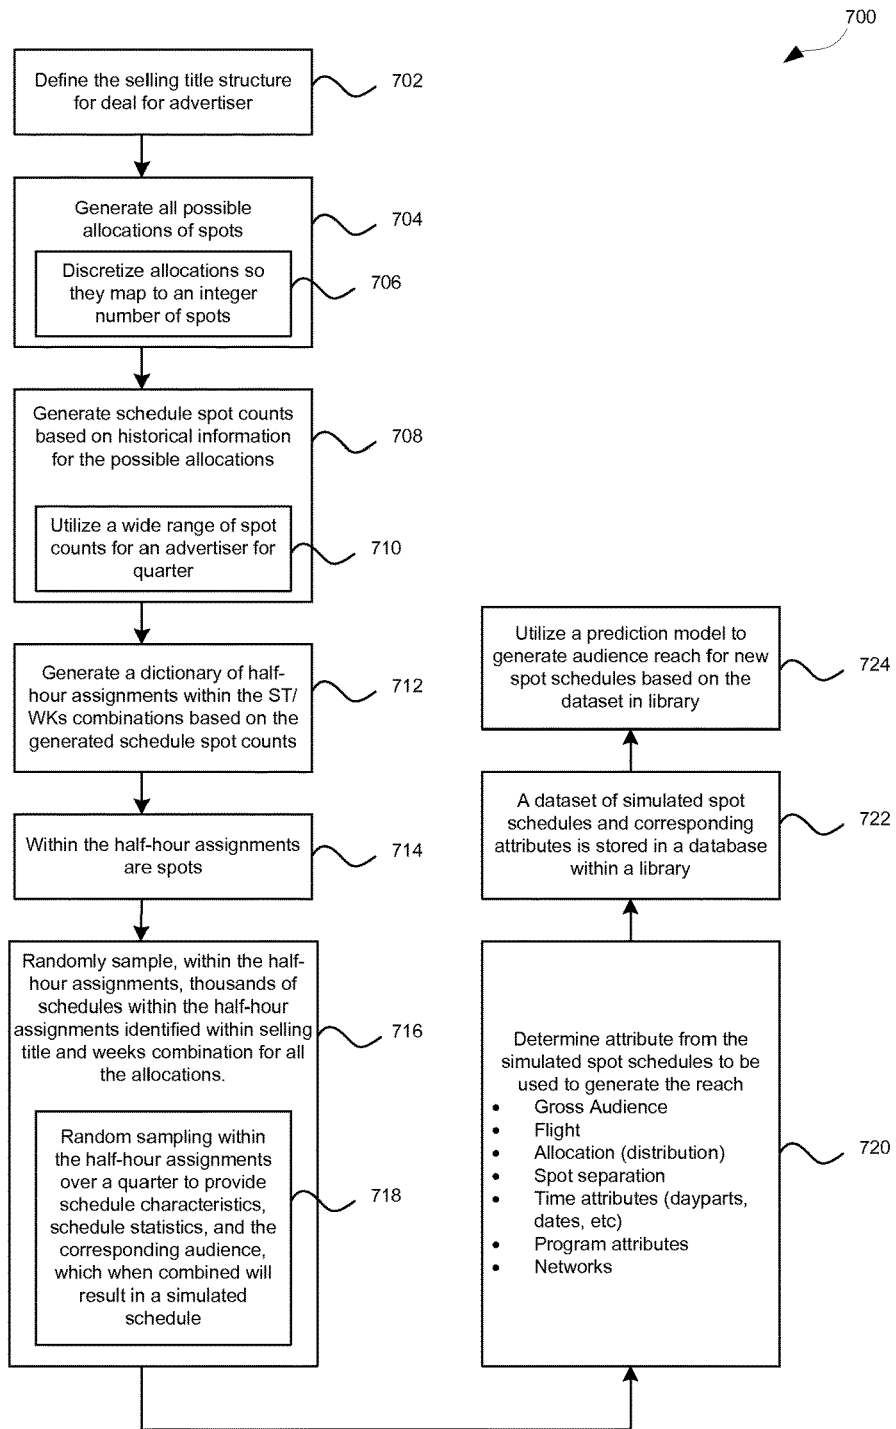 700
Define the selling title structure
for deal for advertiser
702
Generate all possible
allocations of spots
704
Discretize allocations so
they map to an integer
number of spots
706
Generate schedule spot counts
based on historical information
for the possible allocations
708
Utilize a wide range of spot
counts for an advertiser for
quarter
710
Generate a dictionary of half-
hour assignments within the ST/
WKs combinations based on the
generated schedule spot counts
712
Within the half-hour assignments
are spots
714
Randomly sample, within the half-
hour assignments, thousands of
schedules within the half-hour
assignments identified within selling
title and weeks combination for all
the allocations.
716
Random sampling within
the half-hour assignments
over a quarter to provide
schedule characteristics,
schedule statistics, and the
corresponding audience,
which when combined will
result in a simulated
schedule
718
Utilize a prediction model to
generate audience reach for new
spot schedules based on the
dataset in library
724
A dataset of simulated spot
schedules and corresponding
attributes is stored in a database
within a library
722
Determine attribute from the
simulated spot schedules to be
used to generate the reach
• Gross Audience
• Flight
• Allocation (distribution)
• Spot separation
• Time attributes (dayparts,
dates, etc)
• Program attributes
• Networks
720